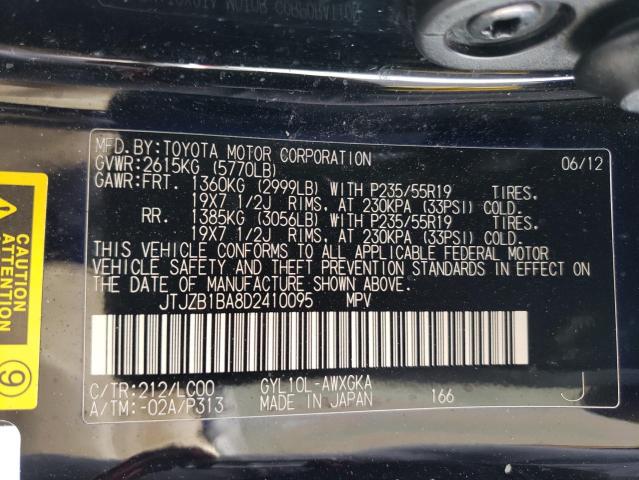 MFD.BY:TOYOTA MOTOR CORPORATION 06/12
GVWR:2615KG (5770LB)
GAWR:FRT. 1360KG (2999LB) WITH P235/55R19 TIRES,
19X7 1/2J RIMS, AT 230KPA (33PSI) COLD.
RR. 1385KG (3056LB) WITH P235/55R19 TIRES,
19X7 1/2J RIMS, AT 230KPA (33PSI) COLD.
THIS VEHICLE CONFORMS TO ALL APPLICABLE FEDERAL MOTOR
VEHICLE SAFETY AND THEFT PREVENTION STANDARDS IN EFFECT ON
THE DATE OF MANUFACTURE SHOWN ABOVE.
JTJZB1BA8D2410095 MPV
C/TR:212/LC00 GYL10L-AWXGKA
A/TM:-02A/P313 MADE IN JAPAN 166 J
CAUTION
9